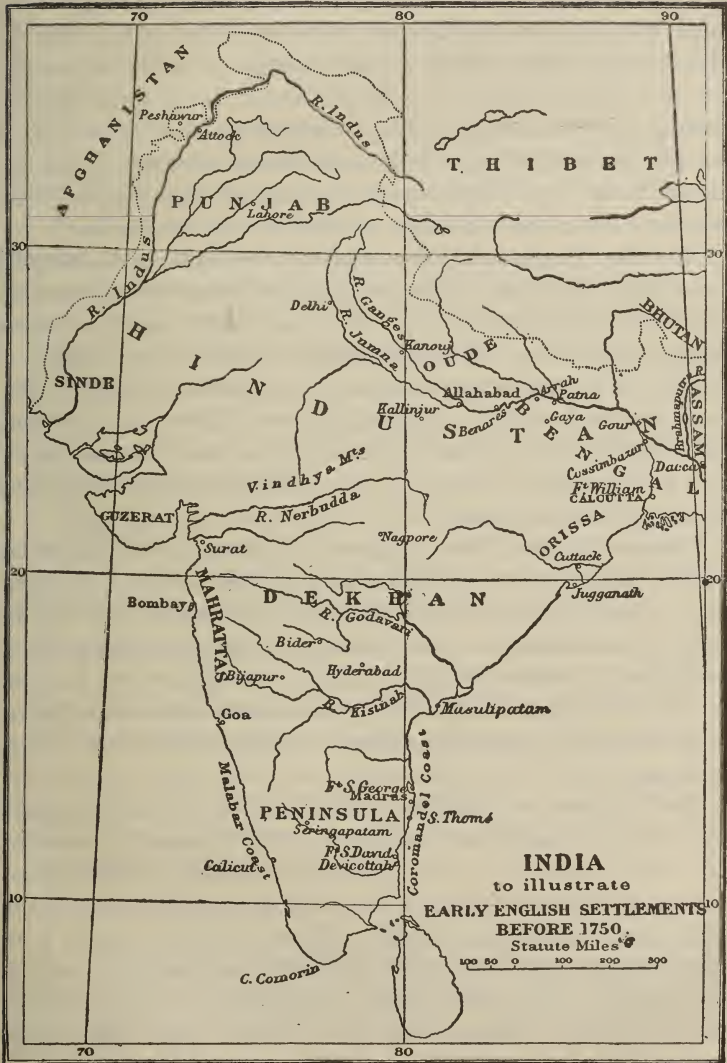 70 80 90
AFGHANISTAN
Peshawur
Attock
R. Indus
THIBET
PUNJAB
Lahore
30 30
R. Indus
Delhi
R. Ganges
R. Jumna
Kanouj
OUDE
BHUTAN
HINDUSTAN
SINDE
Allahabad
Arrah
Patna
Kallinjur
Benares
Gaya
Gour
BENGAL
R. Brahmapur
ASSAM
Cossimbazur
Dacca
Vindhya Mts
Ft William
CALCUTTA
GUZERAT
R. Nerbudda
ORISSA
Surat
Nagpore
Cuttack
20 20
Jugganath
Bombay
MAHRATTAS
DEKHAN
R. Godavari
Bider
Hyderabad
Bijapur
R. Kistnah
Masulipatam
Goa
Malabar Coast
Coromandel Coast
Ft S. George
Madras
PENINSULA
S. Thomé
Seringapatam
Ft S. David
Devicottah
Calicut
INDIA
to illustrate
EARLY ENGLISH SETTLEMENTS
BEFORE 1750.
Statute Miles
100 50 0 100 200 300
10 10
C. Comorin
70 80